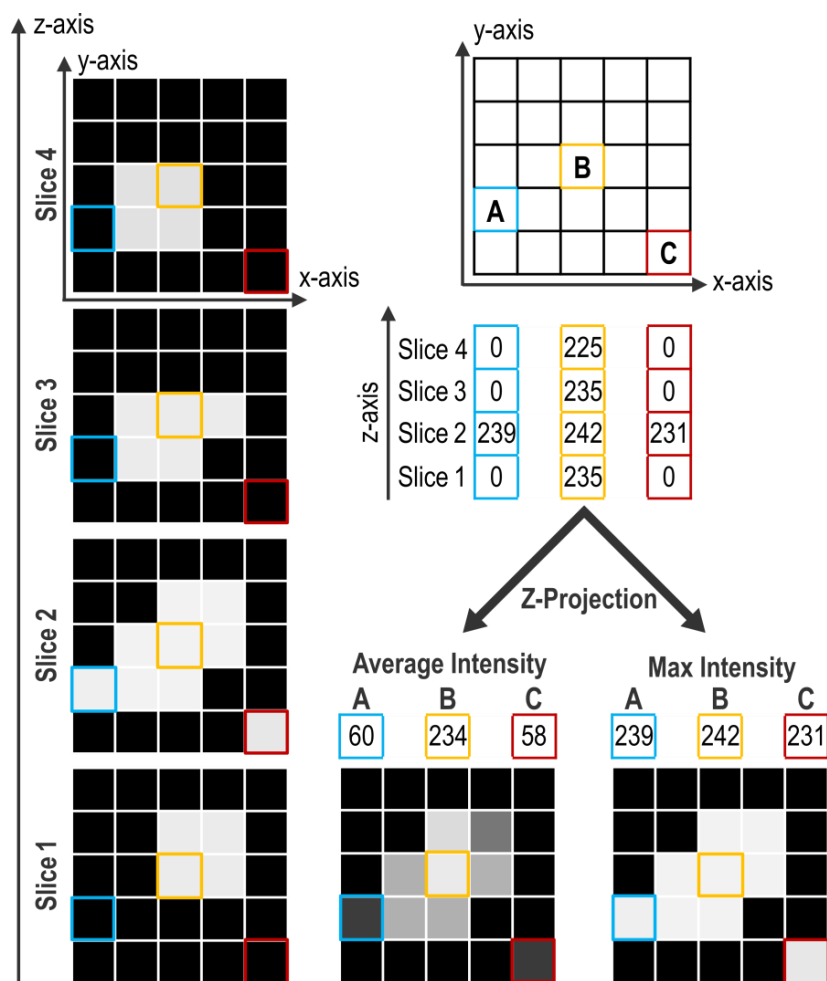 z-axis
y-axis
Slice 4
x-axis
Slice 3
Slice 2
Slice 1
y-axis
B
A
C
x-axis
z-axis
Slice 4 0 225 0
Slice 3 0 235 0
Slice 2 239 242 231
Slice 1 0 235 0
Z-Projection
Average Intensity
A B C
60 234 58
Max Intensity
A B C
239 242 231